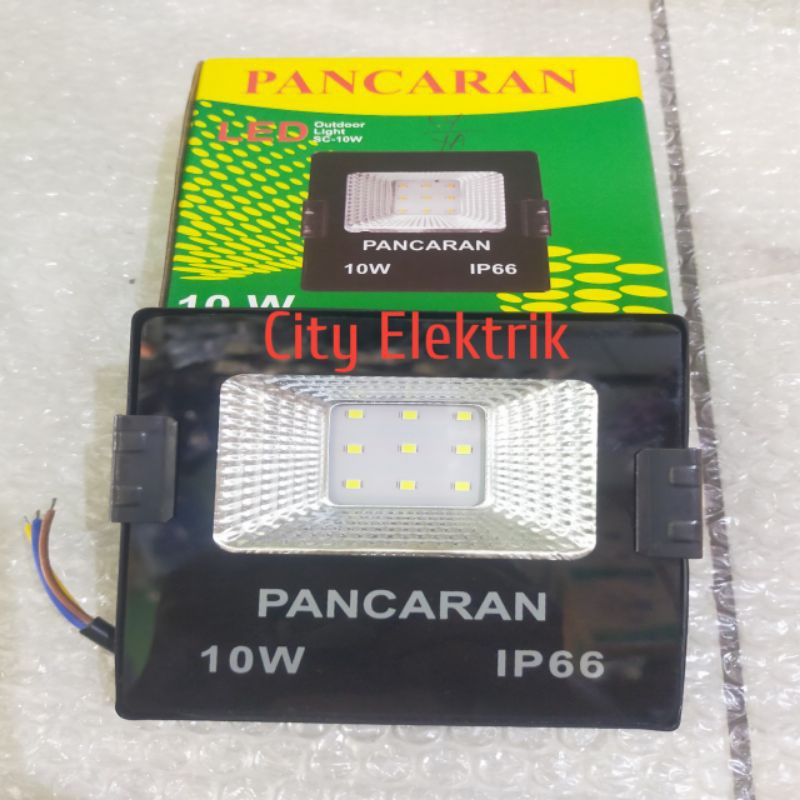 PANCARAN
LED
Outdoor
Light
SC-10W
PANCARAN
10W IP66
10 W
City Elektrik
PANCARAN
10W IP66